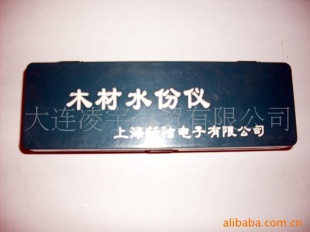 木材水份仪
大连凌宇 有限公司
上海 电子有限公司
alibaba.com.cn